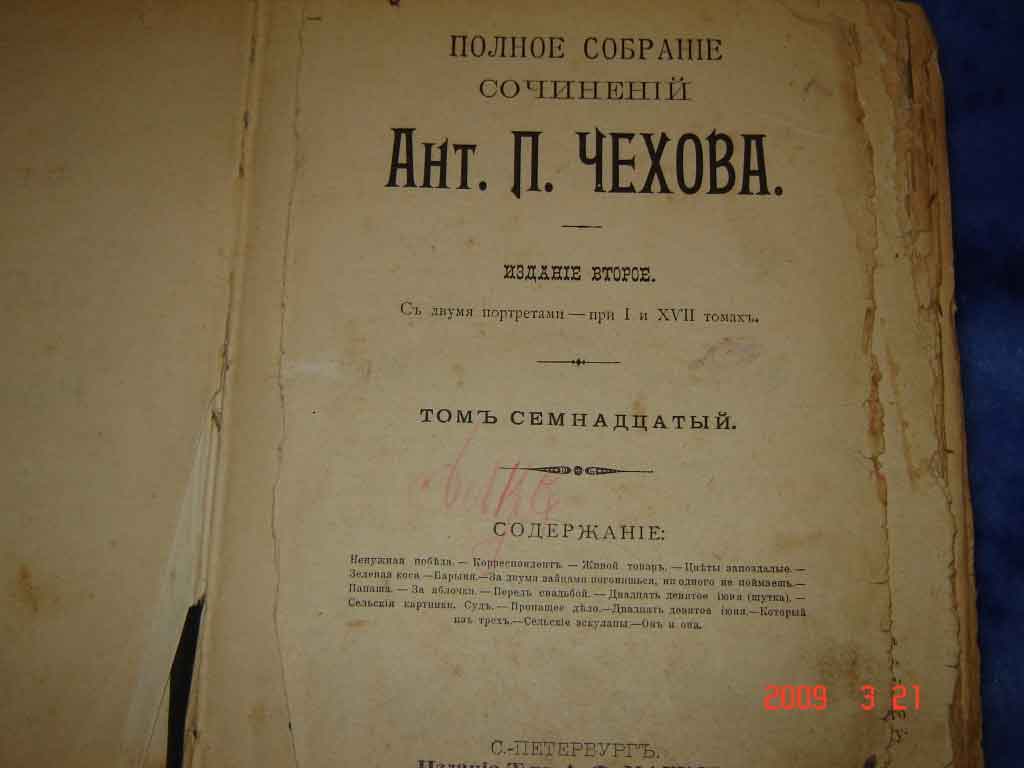 ПОЛНОЕ СОБРАНІЕ
СОЧИНЕНІЙ
АНТ. П. ЧЕХОВА.
ИЗДАНІЕ ВТОРОЕ.
Съ двумя портретами — при I и XVII томахъ.
ТОМЪ СЕМНАДЦАТЫЙ.
СОДЕРЖАНІЕ:
Ненужная побѣда. — Корреспондентъ. — Живой товаръ. — Цвѣты запоздалые. —
Зеленая коса.—Барыня.—За двумя зайцами погонишься, ни одного не поймаешь.—
Папаша. — За яблочки. — Передъ свадьбой. — Двадцать девятое іюня (шутка). —
Сельскія картинки. Судъ. — Пропащее дѣло.—Двадцать девятое іюня.—Который
изъ трехъ.—Сельскіе эскулапы.—Онъ и она.
2009 3 21
С.-ПЕТЕРБУРГЪ.
Изданіе Т-ва А. Ф. МАРКСЪ